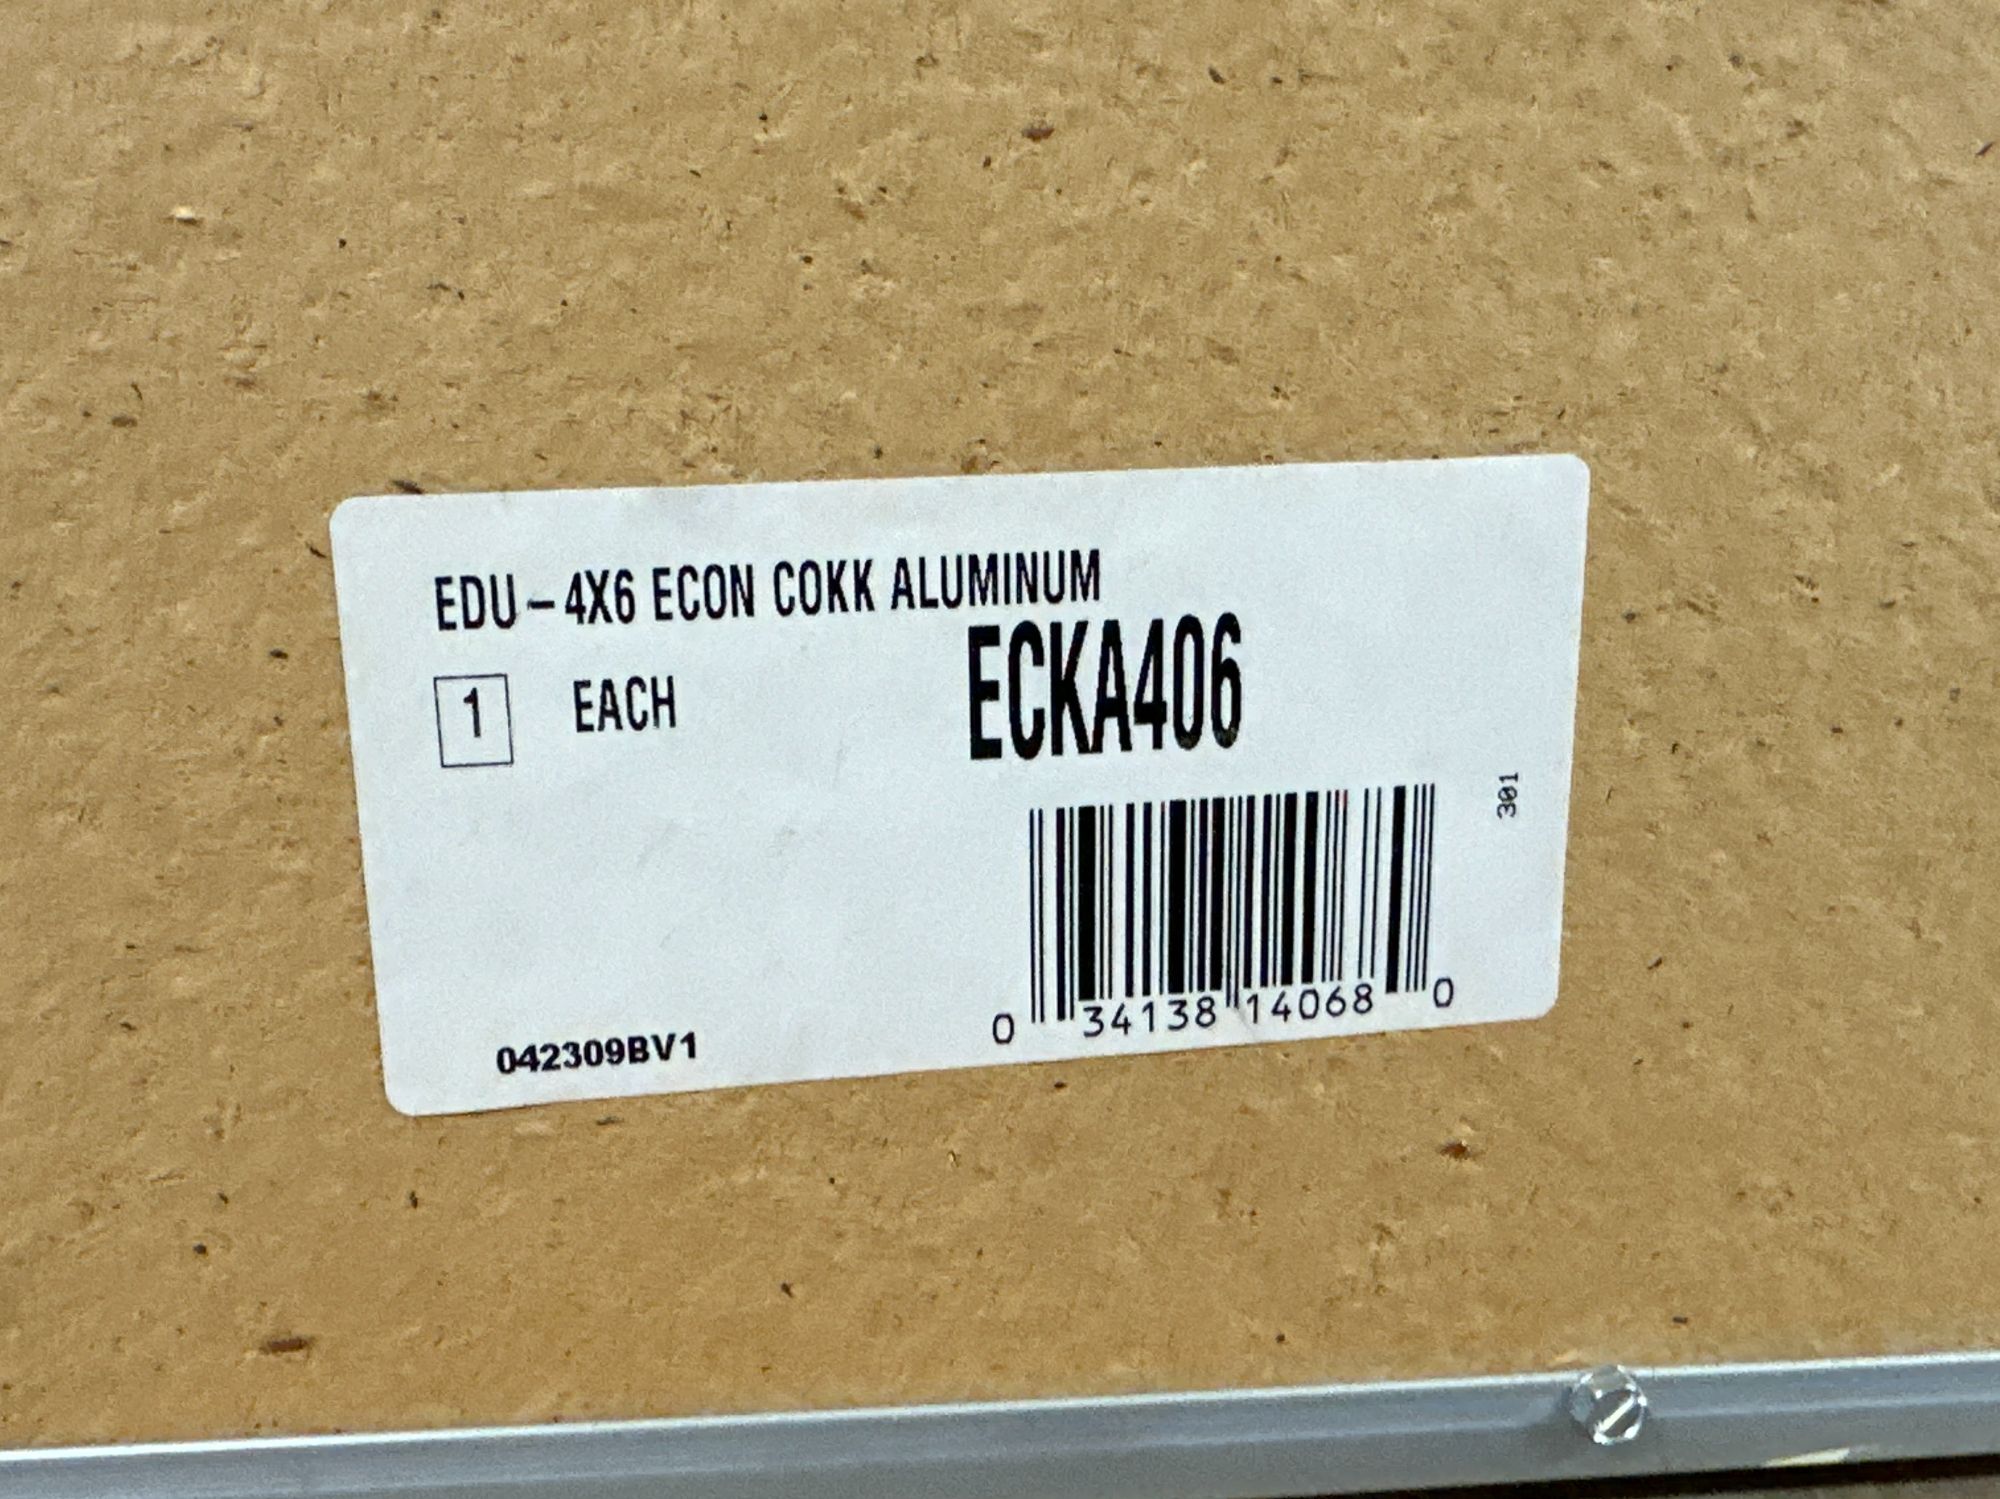 EDU – 4X6 ECON COKK ALUMINUM
ECKA406
1 EACH
301
0 34138 14068 0
042309BV1